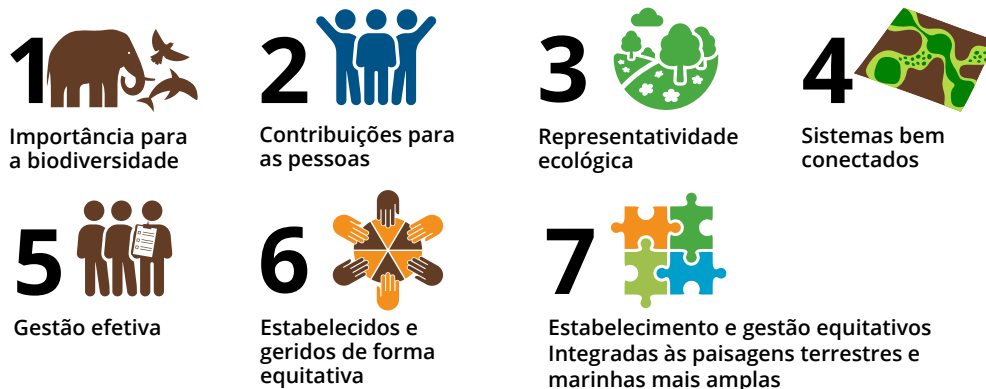 1
Importância para
a biodiversidade
2
Contribuições para
as pessoas
3
Representatividade
ecológica
4
Sistemas bem
conectados
5
Gestão efetiva
6
Estabelecidos e
geridos de forma
equitativa
7
Estabelecimento e gestão equitativos
Integradas às paisagens terrestres e
marinhas mais amplas